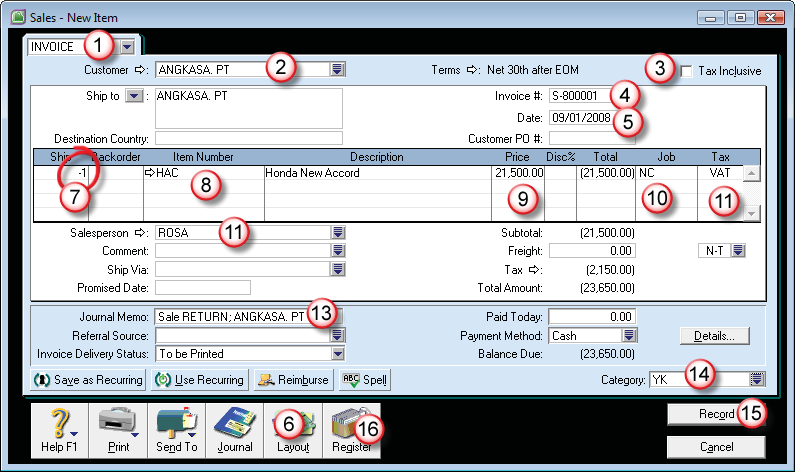 Sales - New Item
INVOICE 1
Customer : ANGKASA. PT 2 Terms : Net 30th after EOM 3 Tax Inclusive
Ship to : ANGKASA. PT Invoice #: S-800001 4
Date: 09/01/2008 5
Destination Country: Customer PO #:
Ship Backorder Item Number Description Price Disc% Total Job Tax
-1 HAC Honda New Accord 21,500.00 (21,500.00) NC VAT
7 8 9 10 11
Salesperson : ROSA 11 Subtotal: (21,500.00)
Comment: Freight: 0.00 N-T
Ship Via: Tax : (2,150.00)
Promised Date: Total Amount: (23,650.00)
Journal Memo: Sale RETURN; ANGKASA. PT 13 Paid Today: 0.00
Referral Source: Payment Method: Cash Details...
Invoice Delivery Status: To be Printed Balance Due: (23,650.00)
Save as Recurring Use Recurring Reimburse ABC Spell Category: YK 14
6 16 Record 15
Help F1 Print Send To Journal Layout Register Cancel